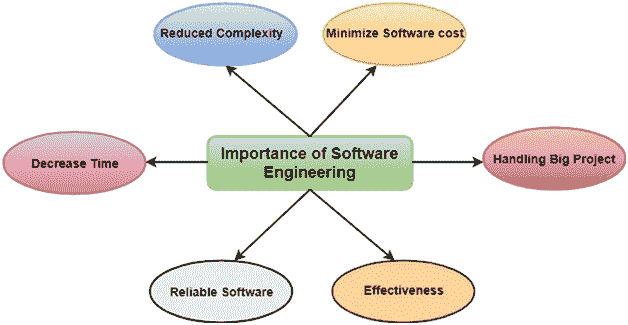 Reduced Complexity
Minimize Software cost
Decrease Time
Importance of Software
Engineering
Handling Big Project
Reliable Software
Effectiveness